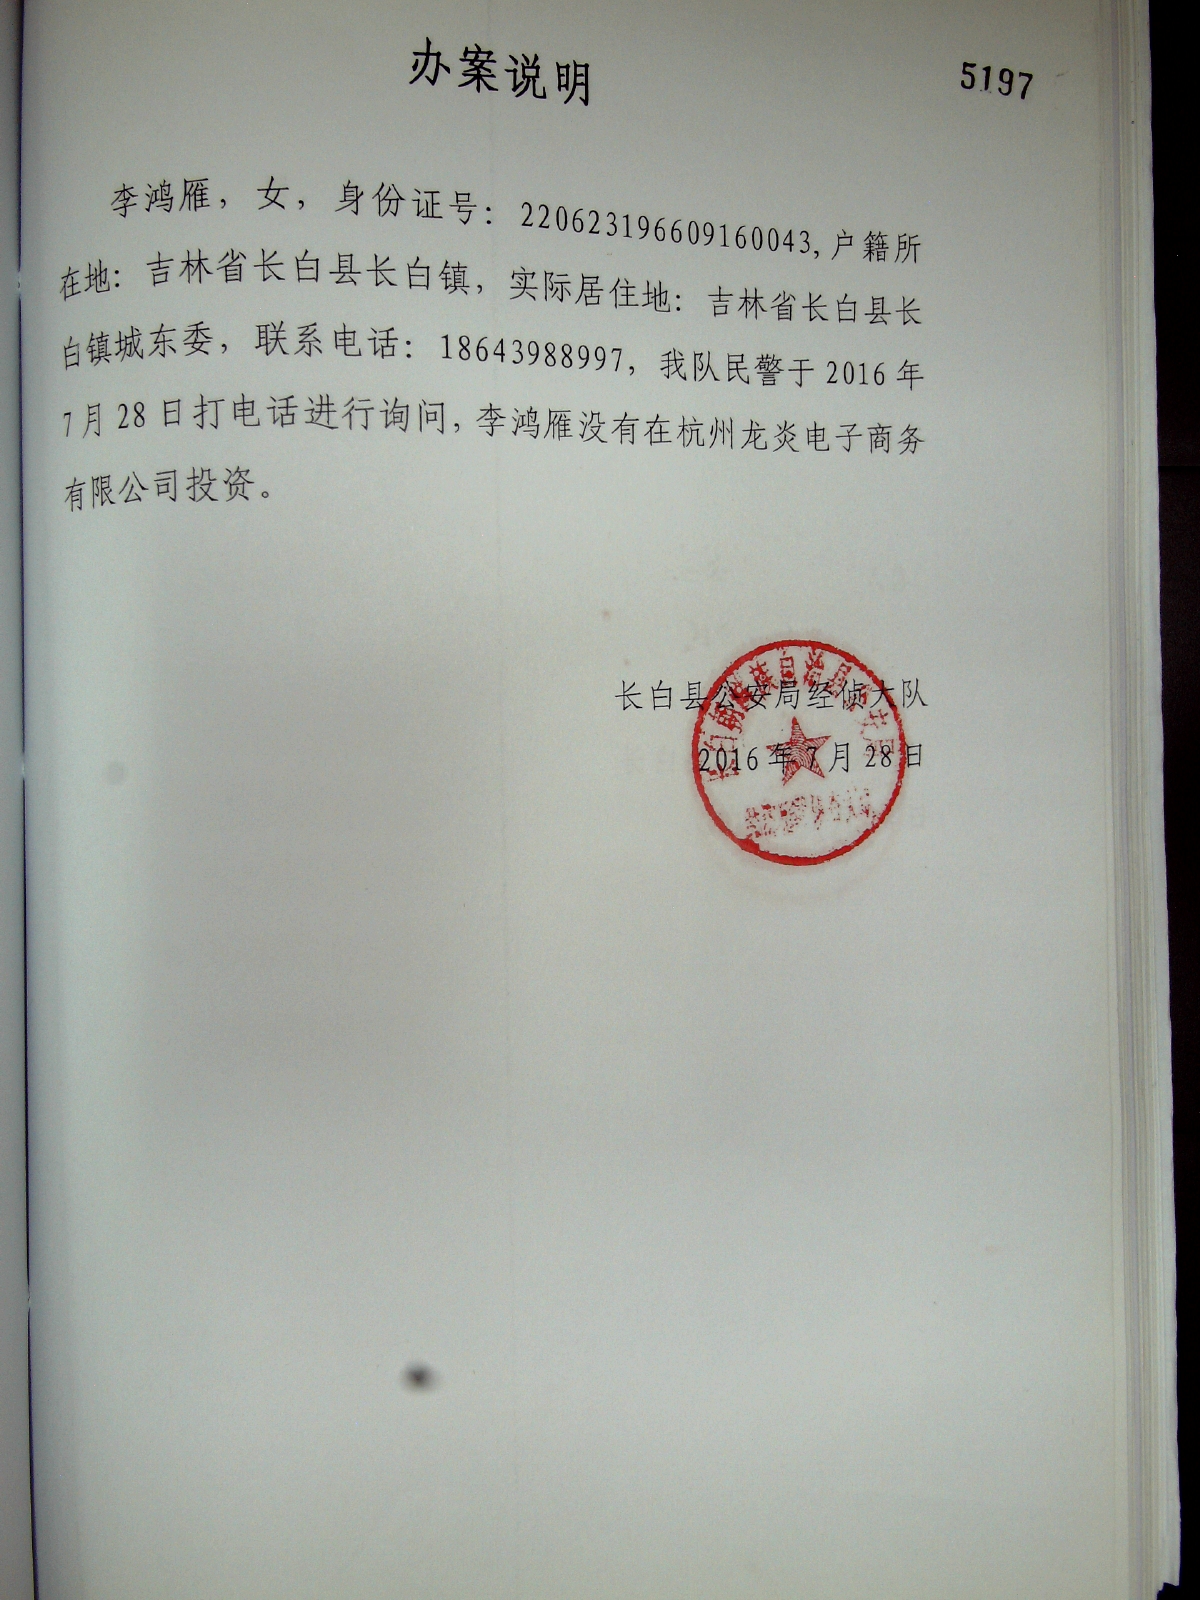 办案说明
5197
李鸿雁，女，身份证号：220623196609160043,户籍所
在地：吉林省长白县长白镇，实际居住地：吉林省长白县长
白镇城东委，联系电话：18643988997，我队民警于2016年
7月28日打电话进行询问,李鸿雁没有在杭州龙炎电子商务
有限公司投资。
长白县公安局经侦大队
2016年7月28日